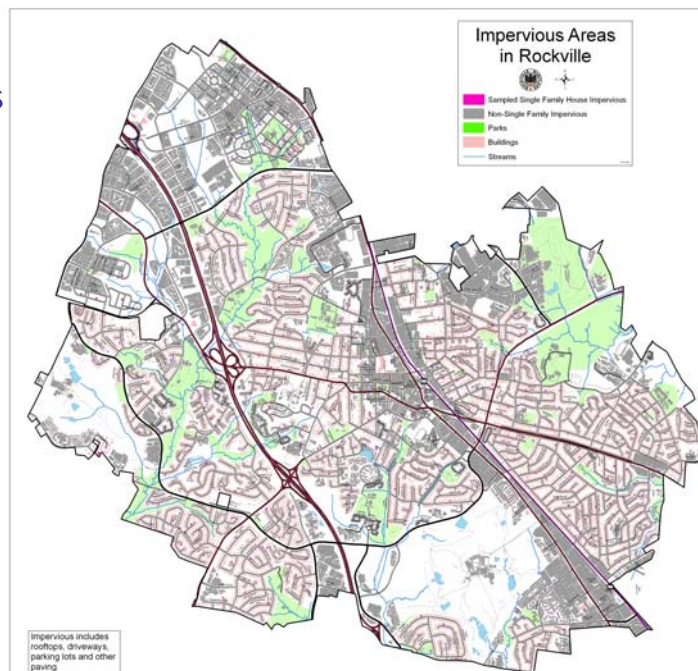 s
Impervious Areas
in Rockville
Sampled Single Family House Impervious
Non-Single Family Impervious
Parks
Buildings
Streams
Impervious includes
rooftops, driveways,
parking lots and other
paving.